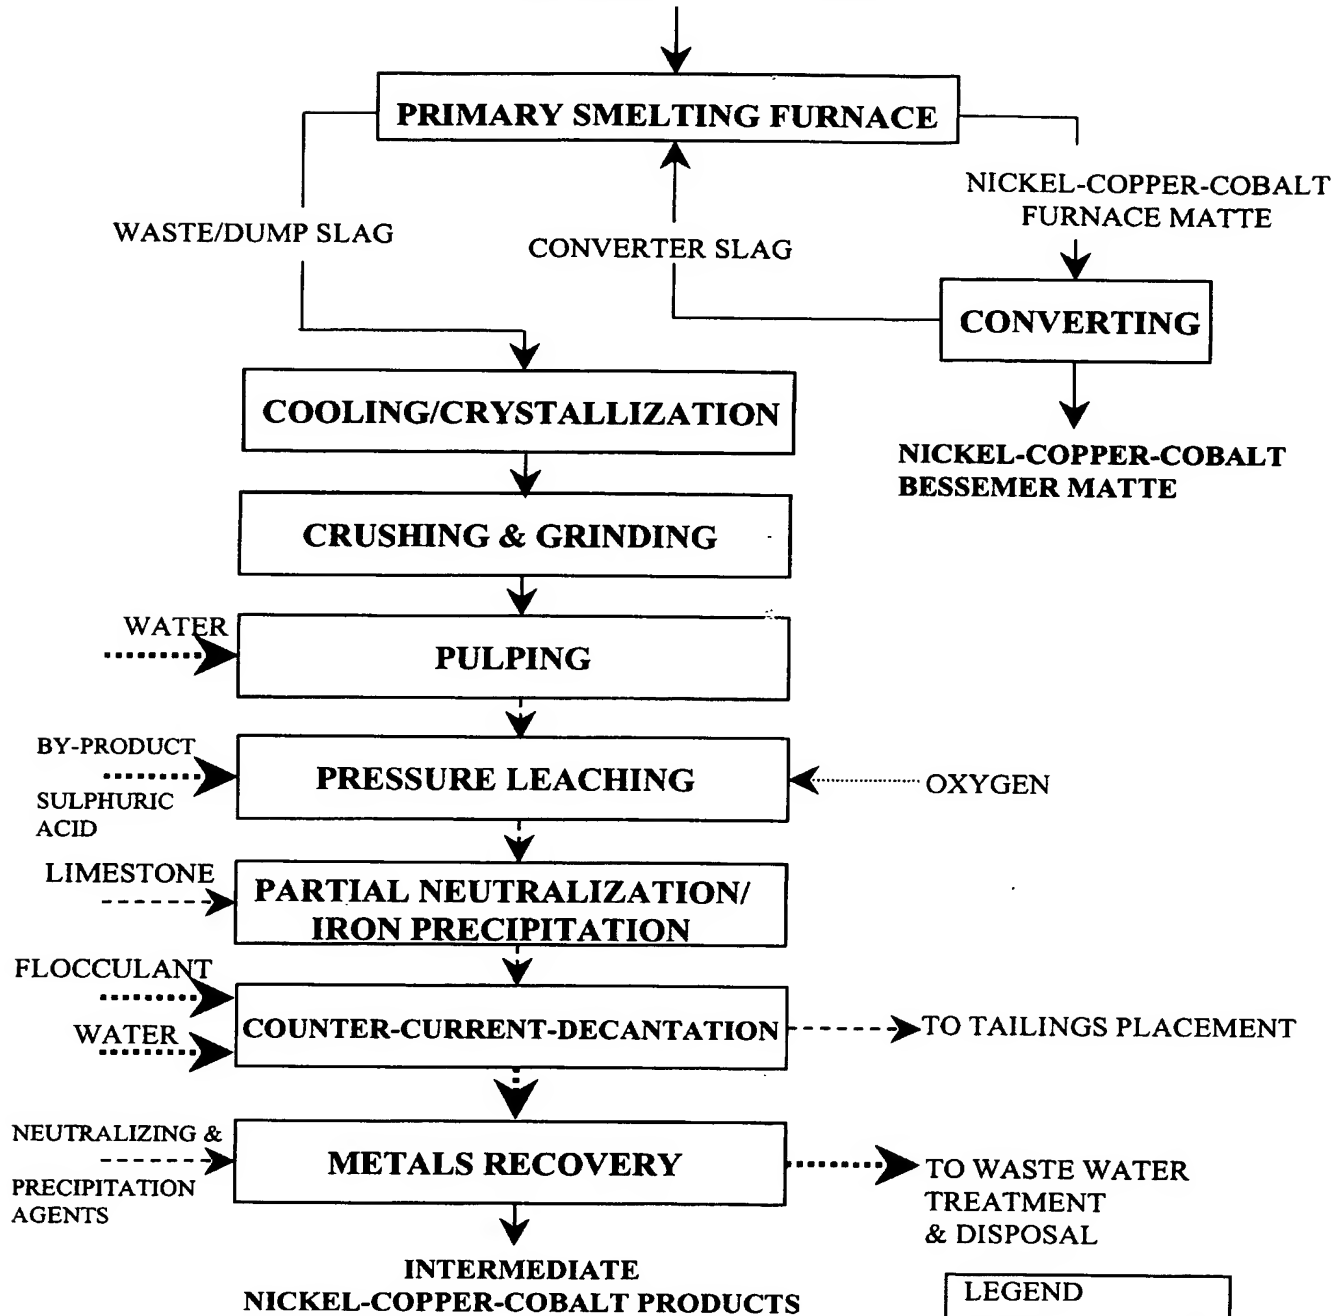 PRIMARY SMELTING FURNACE
NICKEL-COPPER-COBALT
FURNACE MATTE
WASTE/DUMP SLAG
CONVERTER SLAG
CONVERTING
COOLING/CRYSTALLIZATION
NICKEL-COPPER-COBALT
BESSEMER MATTE
CRUSHING & GRINDING
WATER
PULPING
BY-PRODUCT
SULPHURIC
ACID
PRESSURE LEACHING
OXYGEN
LIMESTONE
PARTIAL NEUTRALIZATION/
IRON PRECIPITATION
FLOCCULANT
WATER
COUNTER-CURRENT-DECANTATION
TO TAILINGS PLACEMENT
NEUTRALIZING &
PRECIPITATION
AGENTS
METALS RECOVERY
TO WASTE WATER
TREATMENT
& DISPOSAL
INTERMEDIATE
NICKEL-COPPER-COBALT PRODUCTS
LEGEND